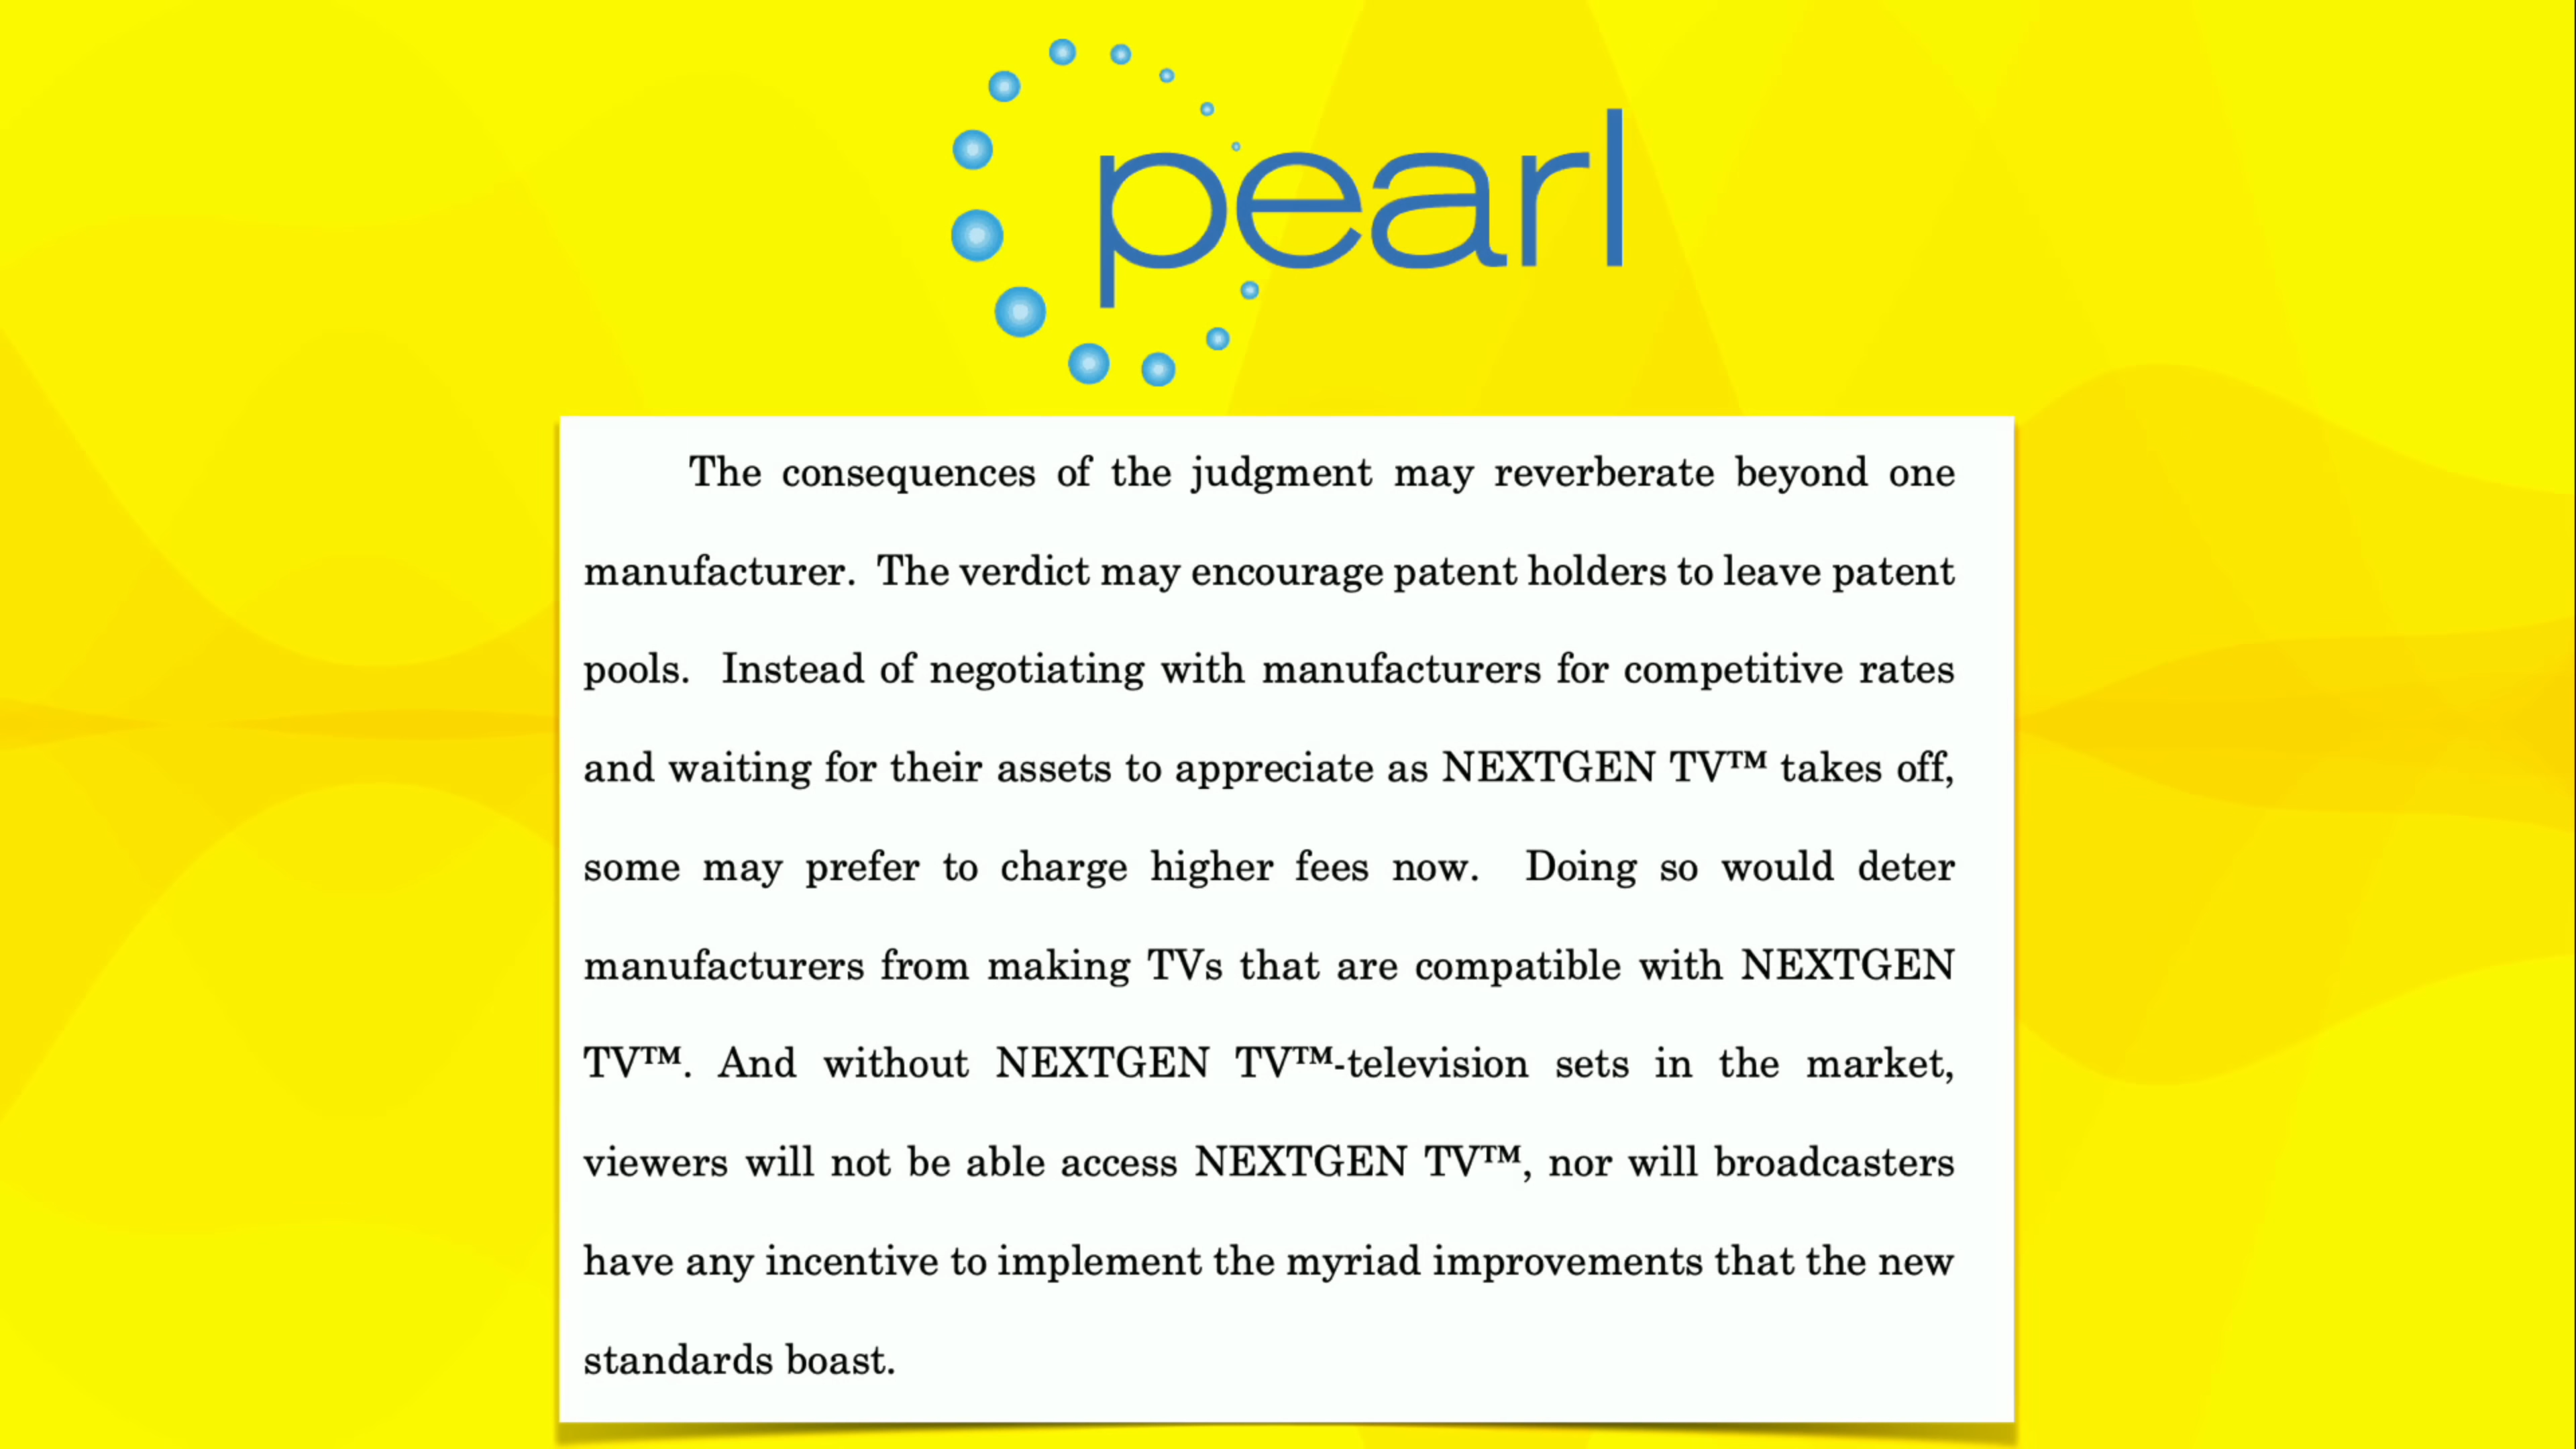 pearl
The consequences of the judgment may reverberate beyond one
manufacturer. The verdict may encourage patent holders to leave patent
pools. Instead of negotiating with manufacturers for competitive rates
and waiting for their assets to appreciate as NEXTGEN TV™ takes off,
some may prefer to charge higher fees now. Doing so would deter
manufacturers from making TVs that are compatible with NEXTGEN
TV™. And without NEXTGEN TV™-television sets in the market,
viewers will not be able access NEXTGEN TV™, nor will broadcasters
have any incentive to implement the myriad improvements that the new
standards boast.